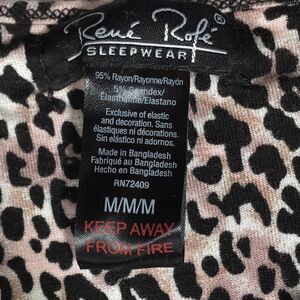 René Rofé
SLEEPWEAR
95% Rayon/Rayonne/Rayón
5% Spandex/
Élasthanne/Elastano
Exclusive of elastic
and decoration. Sans
élastiques ni décorations.
Sin elástico ni adornos.
Made in Bangladesh
Fabriqué au Bangladesh
Hecho en Bangladesh
RN72409
M/M/M
KEEP AWAY
FROM FIRE